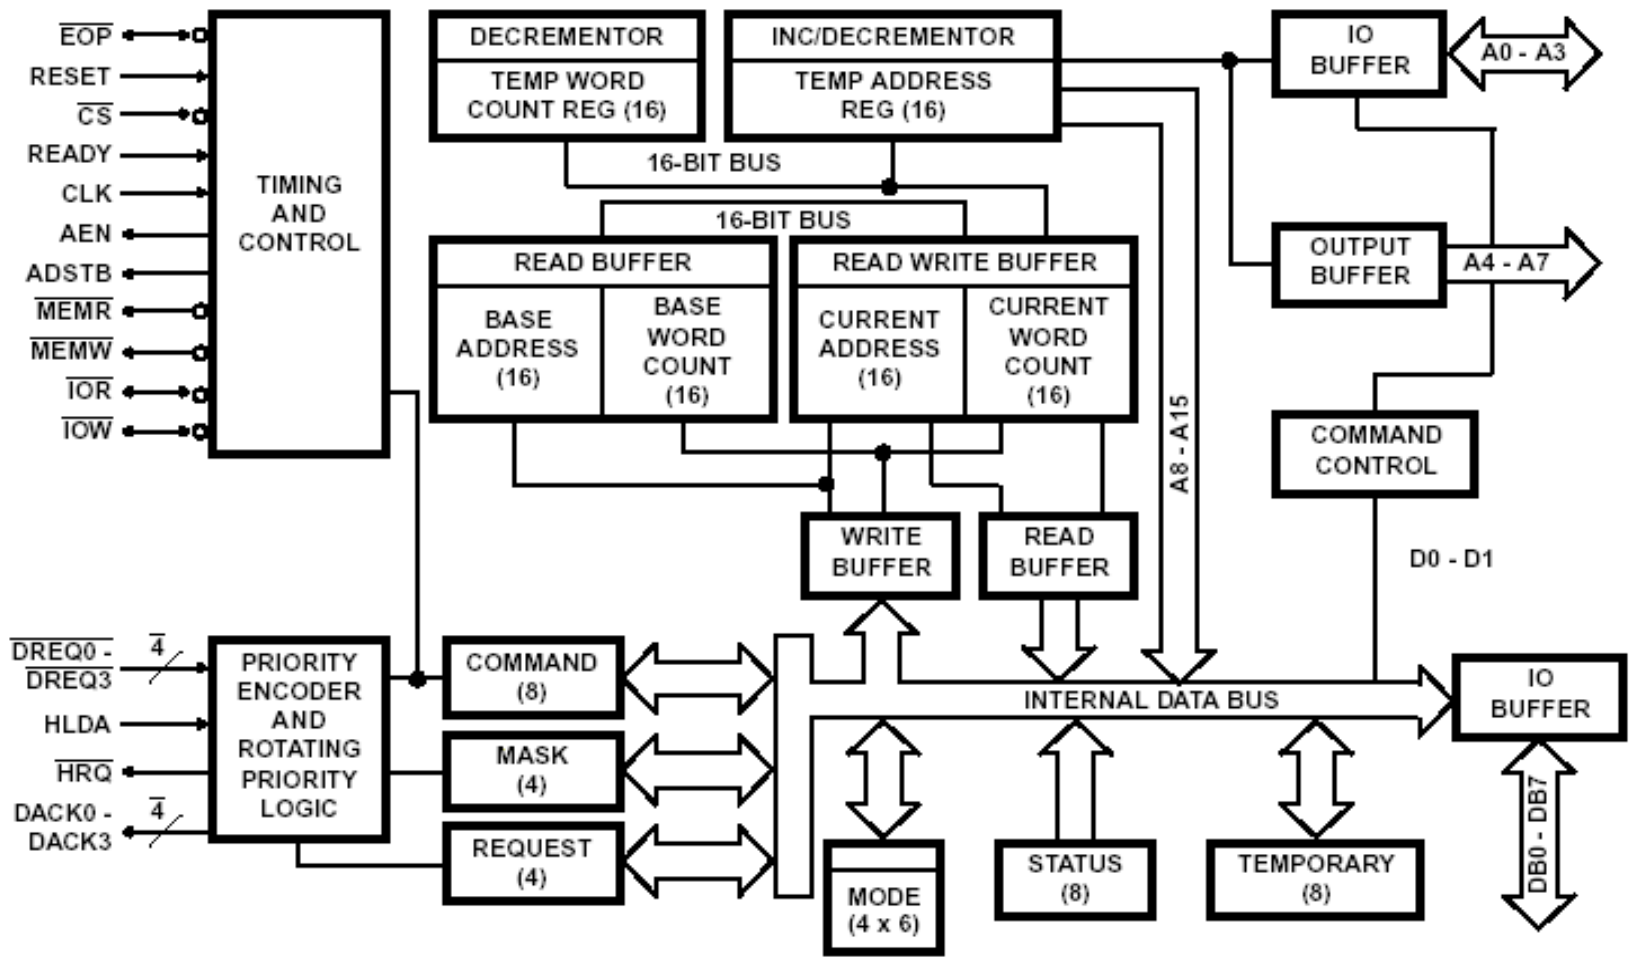 EOP
RESET
CS
READY
CLK
AEN
ADSTB
MEMR
MEMW
IOR
IOW
TIMING
AND
CONTROL
DECREMENTOR
TEMP WORD
COUNT REG (16)
INC/DECREMENTOR
TEMP ADDRESS
REG (16)
16-BIT BUS
16-BIT BUS
READ BUFFER
BASE
ADDRESS
(16)
BASE
WORD
COUNT
(16)
READ WRITE BUFFER
CURRENT
ADDRESS
(16)
CURRENT
WORD
COUNT
(16)
A8 - A15
IO
BUFFER
A0 - A3
OUTPUT
BUFFER
A4 - A7
COMMAND
CONTROL
D0 - D1
WRITE
BUFFER
READ
BUFFER
DREQ0 -
DREQ3
4
HLDA
HRQ
DACK0 -
DACK3
4
PRIORITY
ENCODER
AND
ROTATING
PRIORITY
LOGIC
COMMAND
(8)
MASK
(4)
REQUEST
(4)
INTERNAL DATA BUS
IO
BUFFER
MODE
(4 x 6)
STATUS
(8)
TEMPORARY
(8)
DB0 - DB7